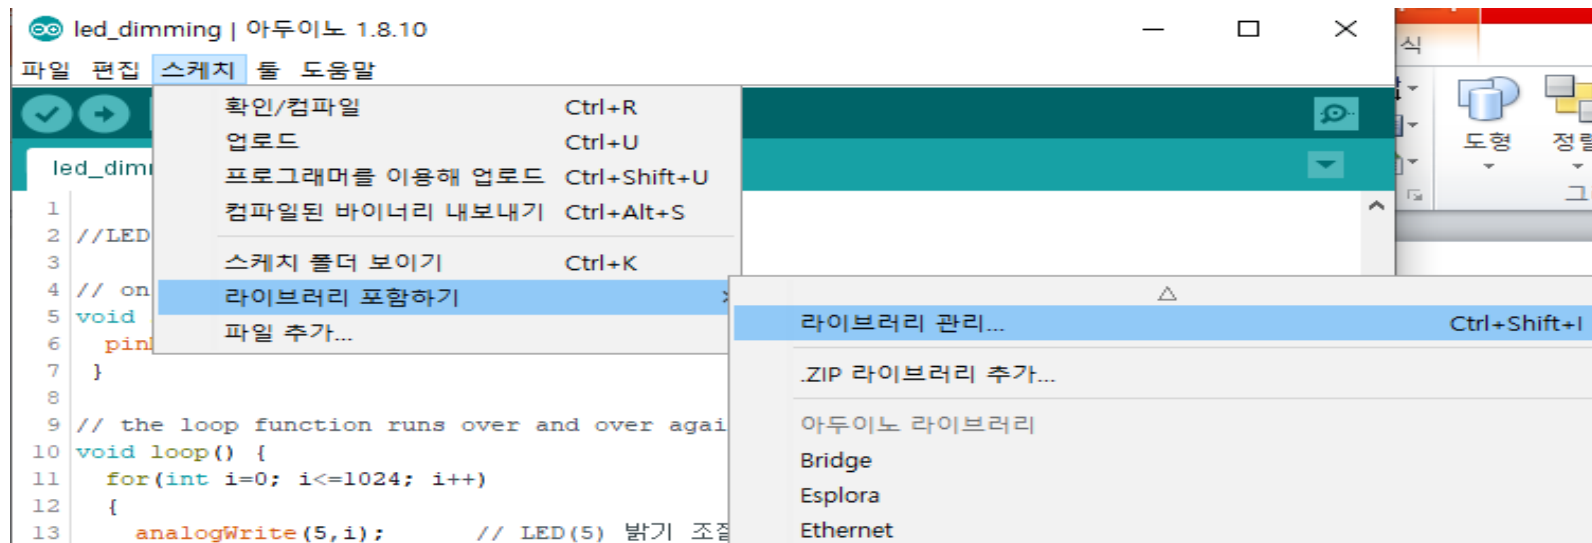 led_dimming | 아두이노 1.8.10
파일 편집 스케치 툴 도움말
확인/컴파일 Ctrl+R
업로드 Ctrl+U
프로그래머를 이용해 업로드 Ctrl+Shift+U
컴파일된 바이너리 내보내기 Ctrl+Alt+S
스케치 폴더 보이기 Ctrl+K
라이브러리 포함하기
파일 추가...
라이브러리 관리... Ctrl+Shift+I
.ZIP 라이브러리 추가...
아두이노 라이브러리
Bridge
Esplora
Ethernet
led_dim
1
2 //LED
3
4 // on
5 void
6 pin
7 }
8
9 // the loop function runs over and over agai
10 void loop() {
11 for(int i=0; i<=1024; i++)
12 {
13 analogWrite(5,i); // LED(5) 밝기 조절
식
도형 정렬
그